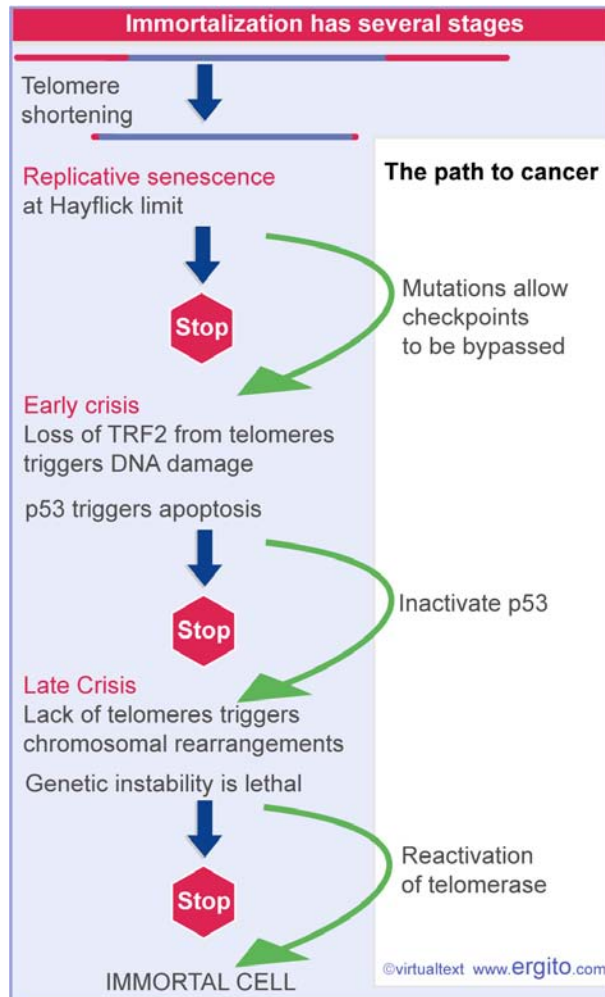 Immortalization has several stages
Telomere
shortening
Replicative senescence
at Hayflick limit
The path to cancer
Stop
Mutations allow
checkpoints
to be bypassed
Early crisis
Loss of TRF2 from telomeres
triggers DNA damage
p53 triggers apoptosis
Stop
Inactivate p53
Late Crisis
Lack of telomeres triggers
chromosomal rearrangements
Genetic instability is lethal
Stop
Reactivation
of telomerase
IMMORTAL CELL
©virtualtext www.ergito.com